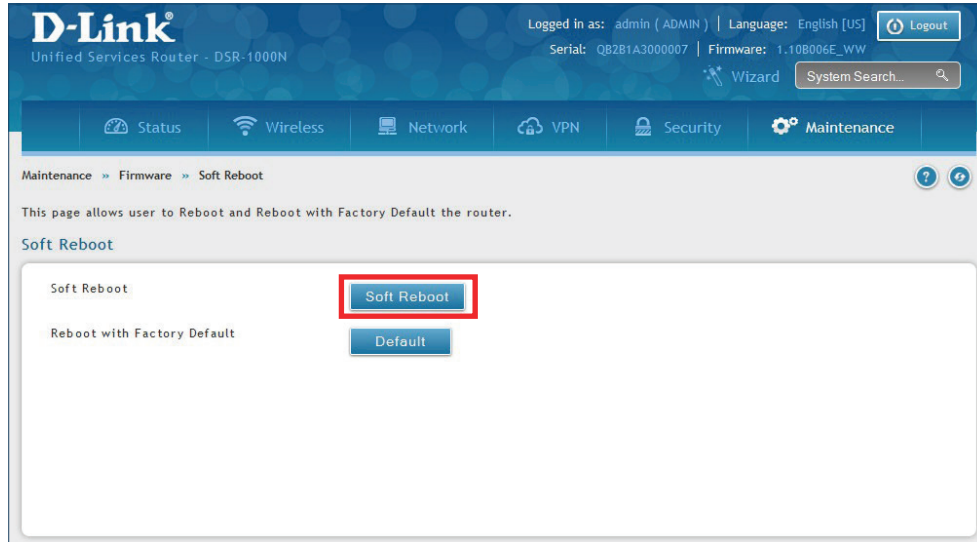 D-Link®
Unified Services Router - DSR-1000N
Logged in as: admin ( ADMIN ) | Language: English [US]
Logout
Serial: QB2B1A3000007 | Firmware: 1.10B006E_WW
Wizard
System Search...
Status
Wireless
Network
VPN
Security
Maintenance
Maintenance » Firmware » Soft Reboot
?
This page allows user to Reboot and Reboot with Factory Default the router.
Soft Reboot
Soft Reboot
Soft Reboot
Reboot with Factory Default
Default